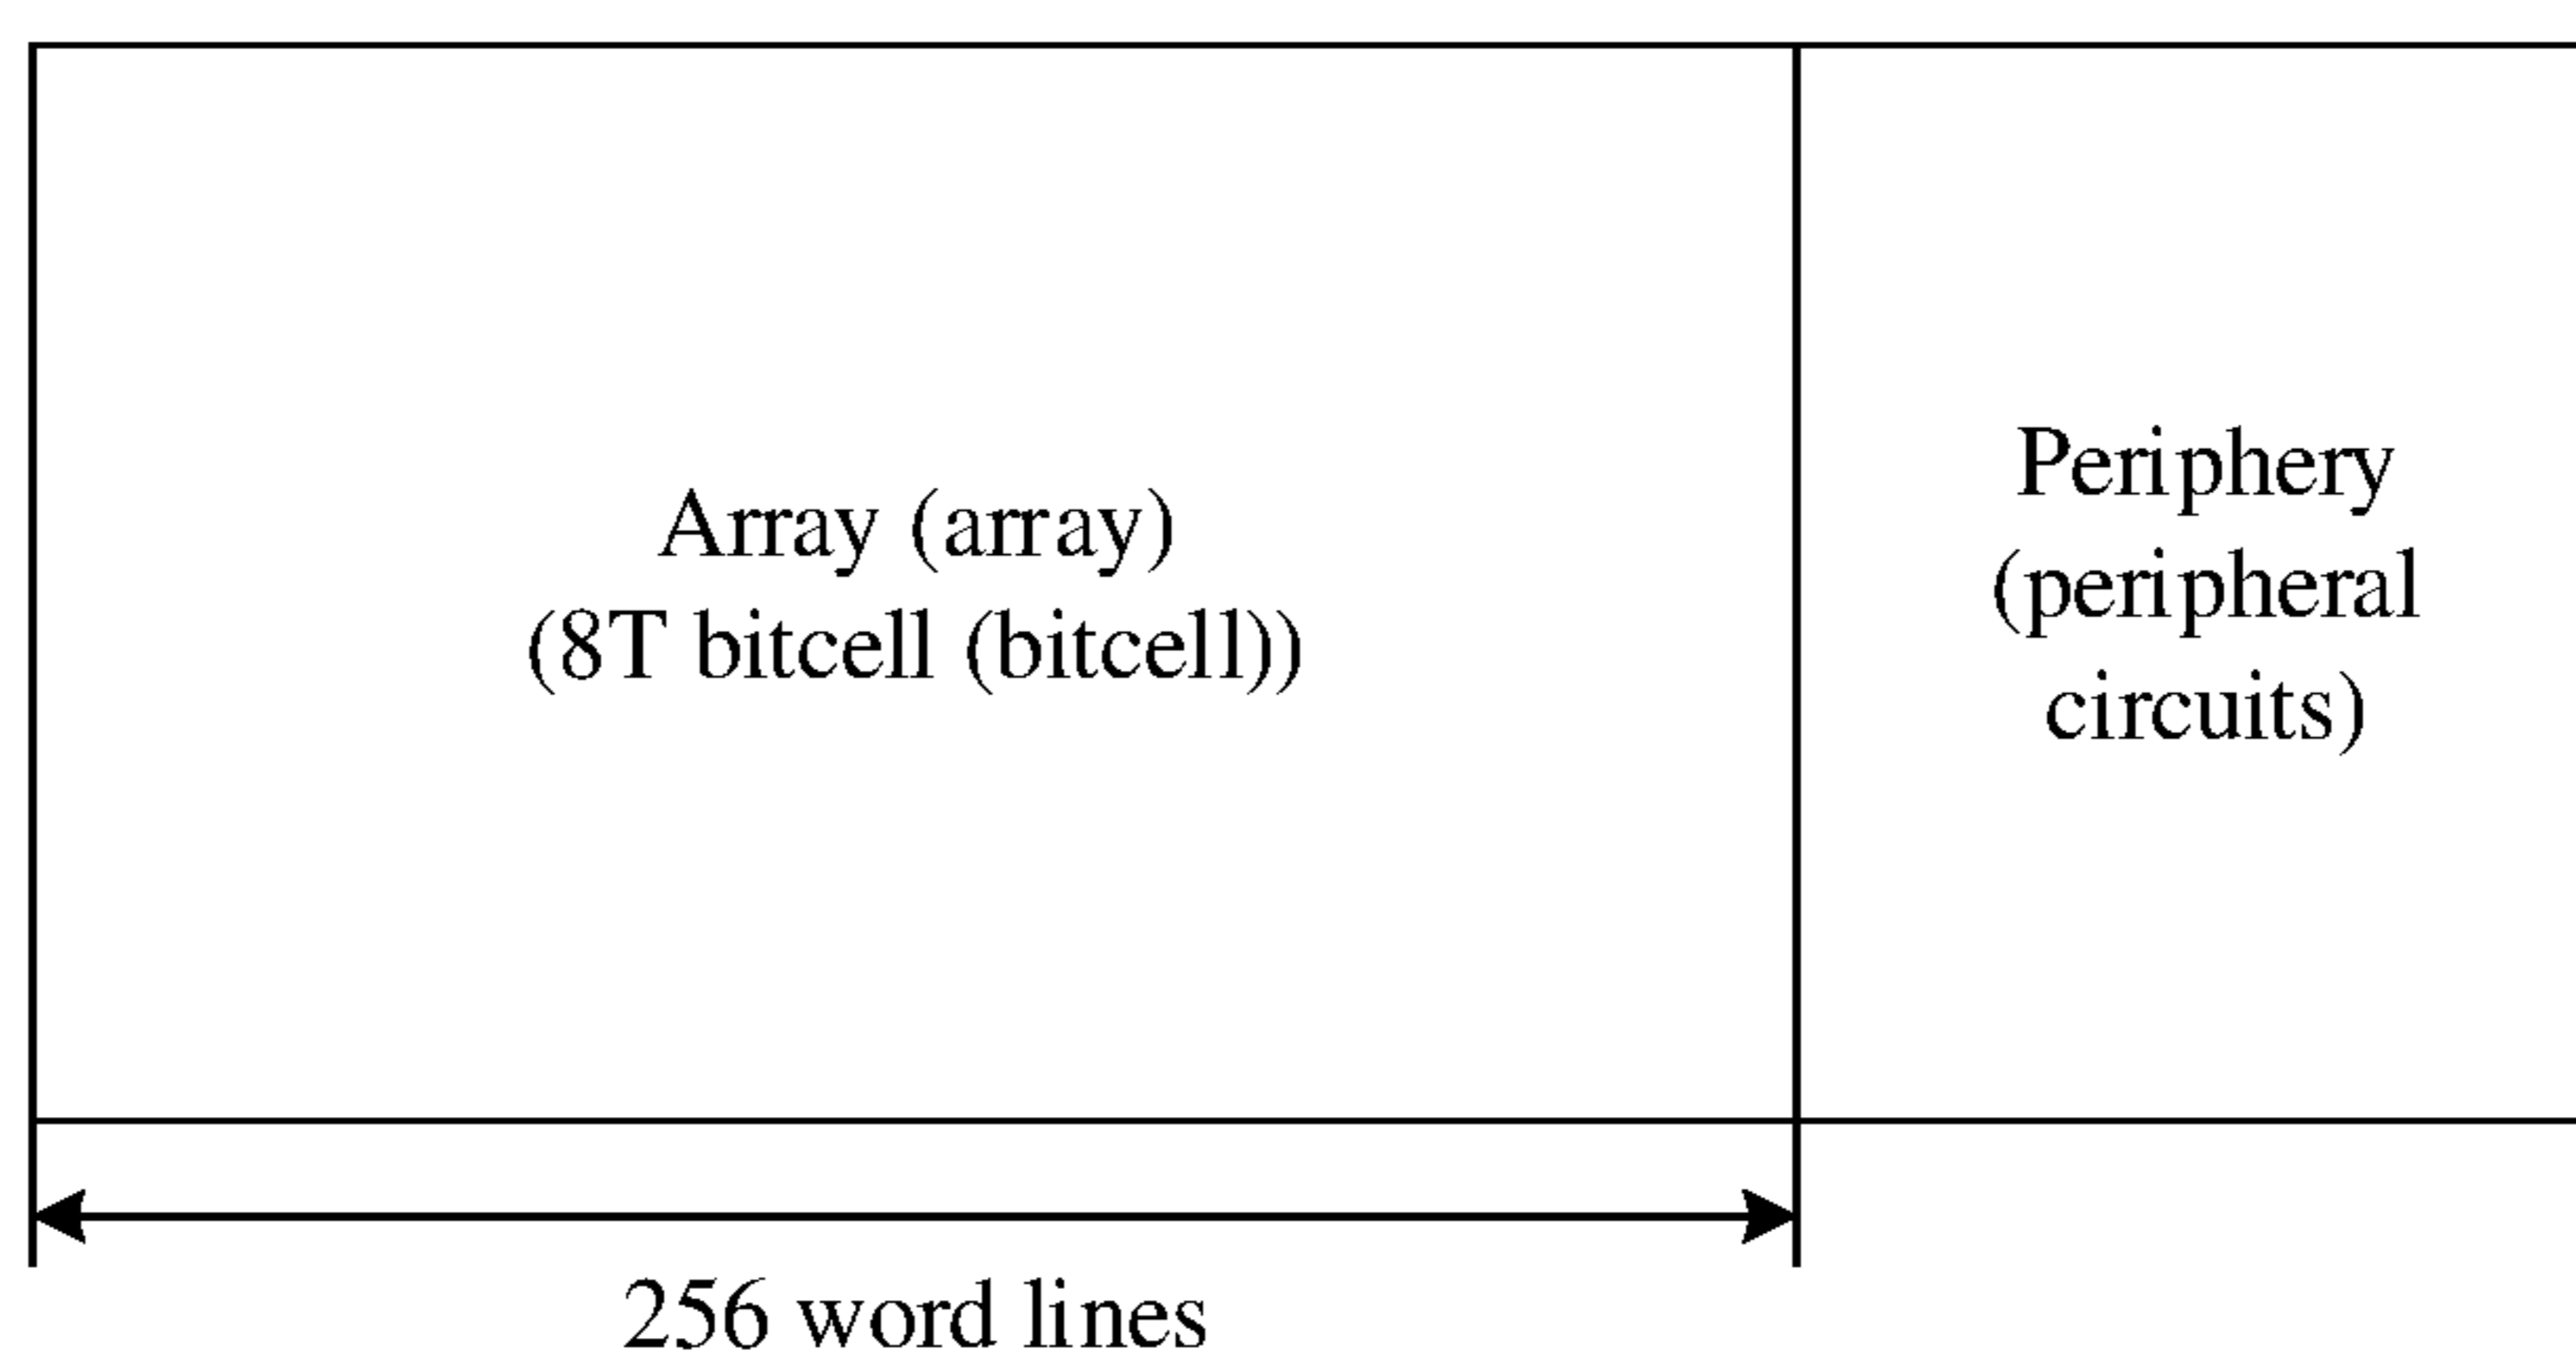 Array (array)
(8T bitcell (bitcell))
Periphery
(peripheral
circuits)
256 word lines